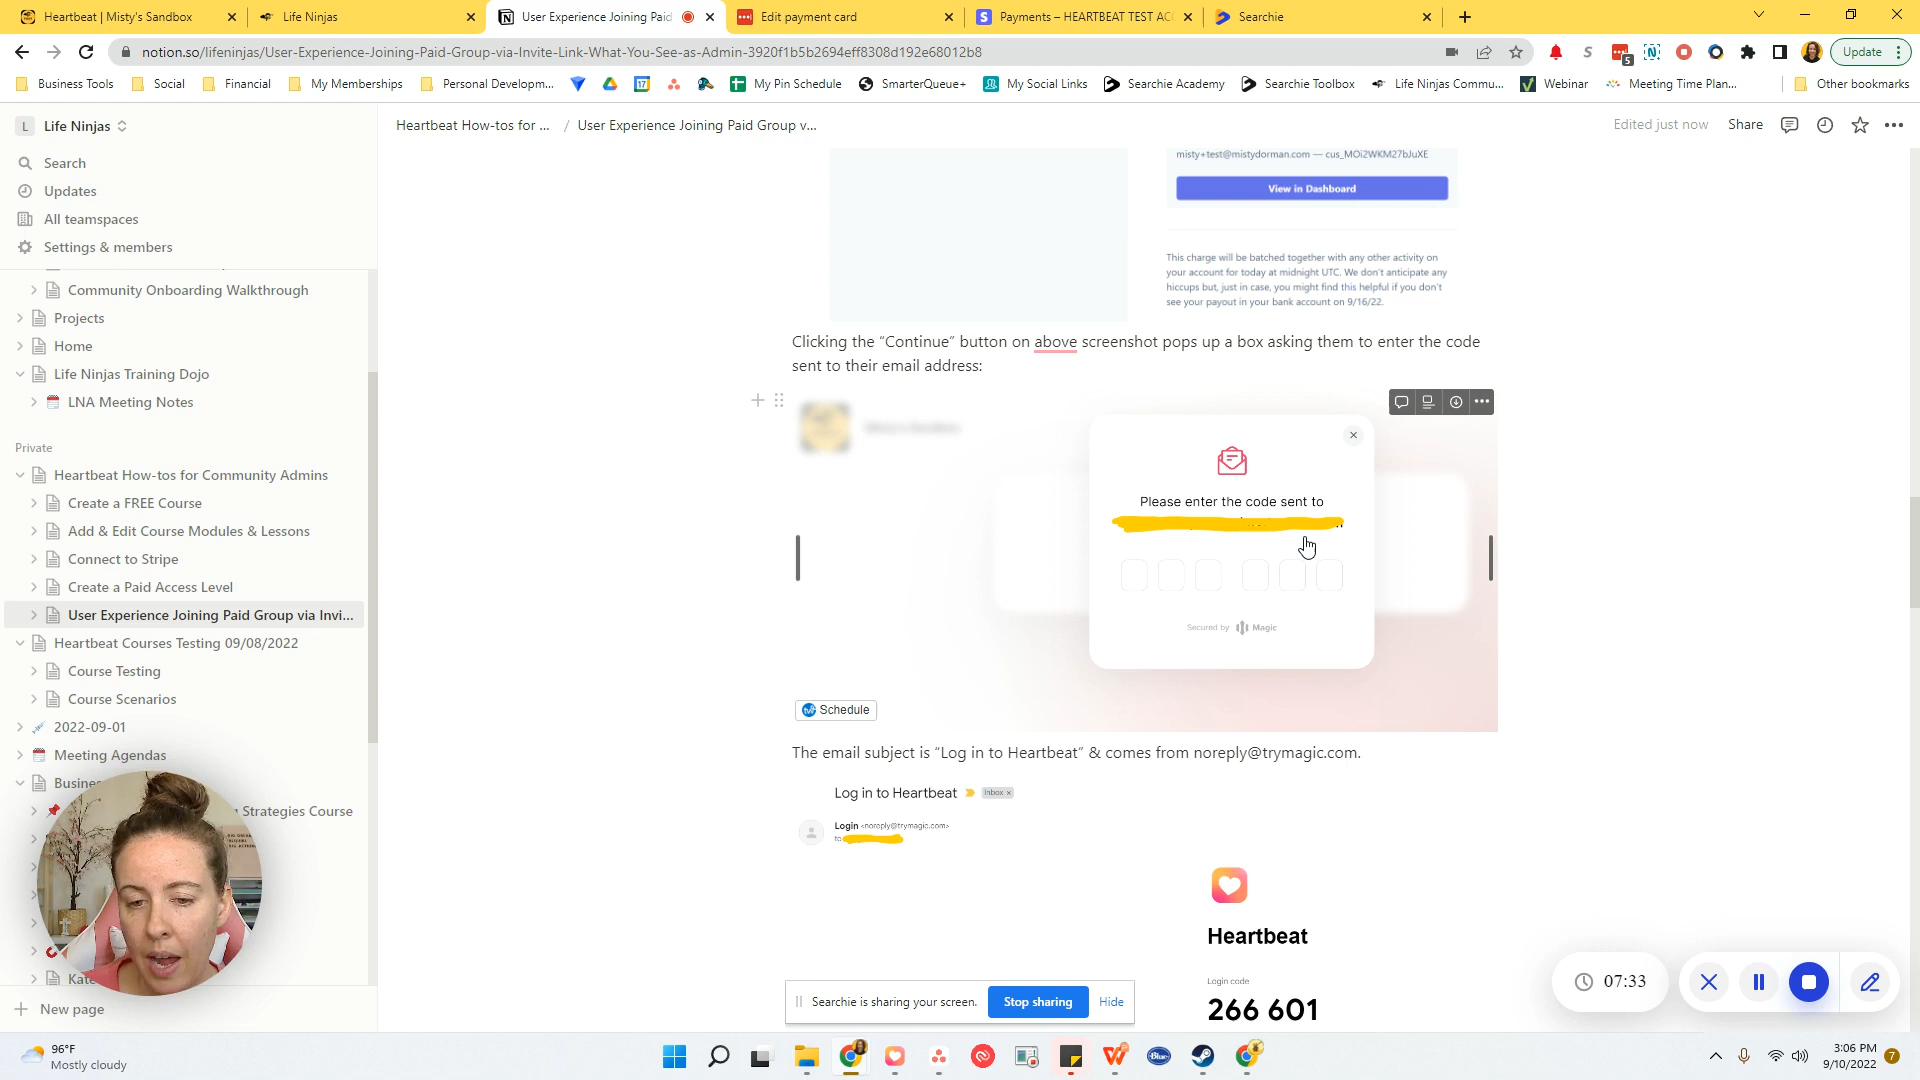 Heartbeat | Misty's Sandbox
Life Ninjas
User Experience Joining Paid
Edit payment card
Payments – HEARTBEAT TEST ACC
Searchie
notion.so/lifeninjas/User-Experience-Joining-Paid-Group-via-Invite-Link-What-You-See-as-Admin-3920f1b5b2694eff8308d192e68012b8
5
Update
Business Tools
Social
Financial
My Memberships
Personal Developm...
17
My Pin Schedule
SmarterQueue+
My Social Links
Searchie Academy
Searchie Toolbox
Life Ninjas Commu...
Webinar
Meeting Time Plan...
Other bookmarks
L Life Ninjas
Heartbeat How-tos for ... / User Experience Joining Paid Group v...
Edited just now
Share
Search
Updates
All teamspaces
Settings & members
Community Onboarding Walkthrough
Projects
Home
Life Ninjas Training Dojo
LNA Meeting Notes
Private
Heartbeat How-tos for Community Admins
Create a FREE Course
Add & Edit Course Modules & Lessons
Connect to Stripe
Create a Paid Access Level
User Experience Joining Paid Group via Invi...
Heartbeat Courses Testing 09/08/2022
Course Testing
Course Scenarios
2022-09-01
Meeting Agendas
Busines
Strategies Course
Kate
New page
misty+test@mistydorman.com — cus_MOi2WKM27bJuXE
View in Dashboard
This charge will be batched together with any other activity on
your account for today at midnight UTC. We don't anticipate any
hiccups but, just in case, you might find this helpful if you don't
see your payout in your bank account on 9/16/22.
Clicking the “Continue” button on above screenshot pops up a box asking them to enter the code
sent to their email address:
Please enter the code sent to
Secured by Magic
Schedule
The email subject is “Log in to Heartbeat” & comes from noreply@trymagic.com.
Log in to Heartbeat
Inbox ×
Login <noreply@trymagic.com>
to
Heartbeat
Login code
266 601
Searchie is sharing your screen.
Stop sharing
Hide
07:33
96°F
Mostly cloudy
3:06 PM
9/10/2022
7